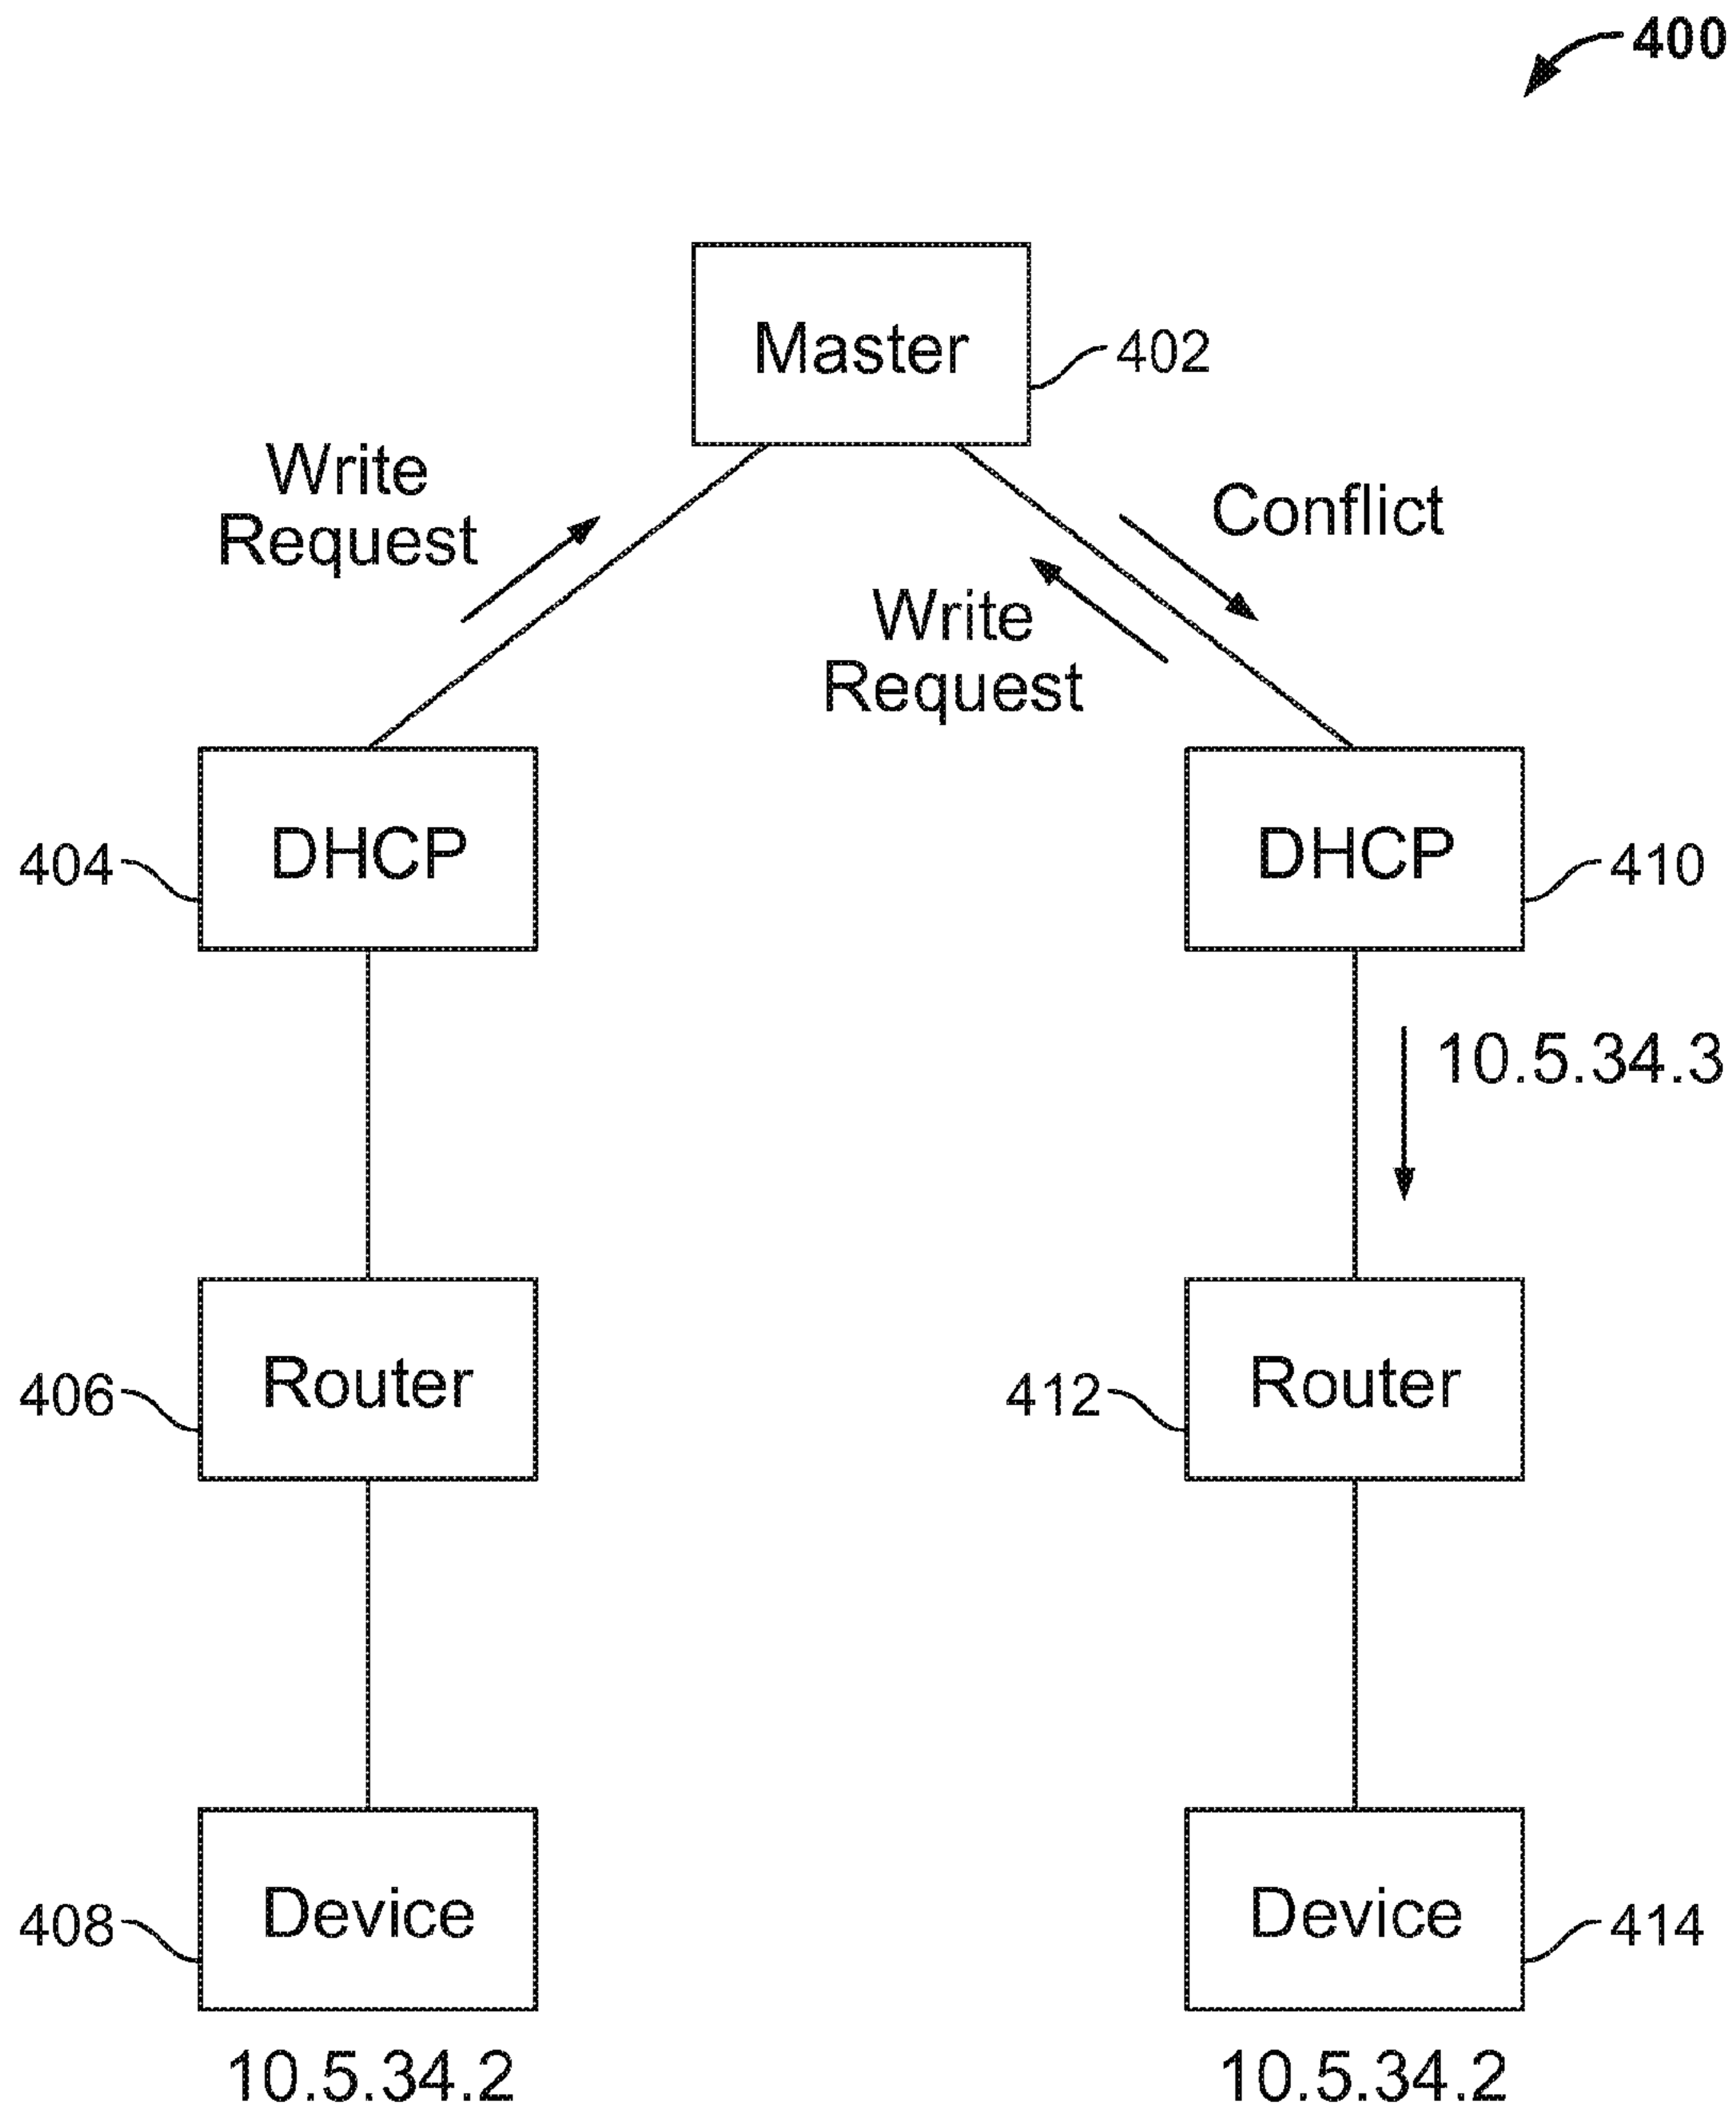 400
Master
402
Write
Request
Conflict
Write
Request
DHCP
404
DHCP
410
10.5.34.3
Router
406
Router
412
Device
408
Device
414
10.5.34.2
10.5.34.2